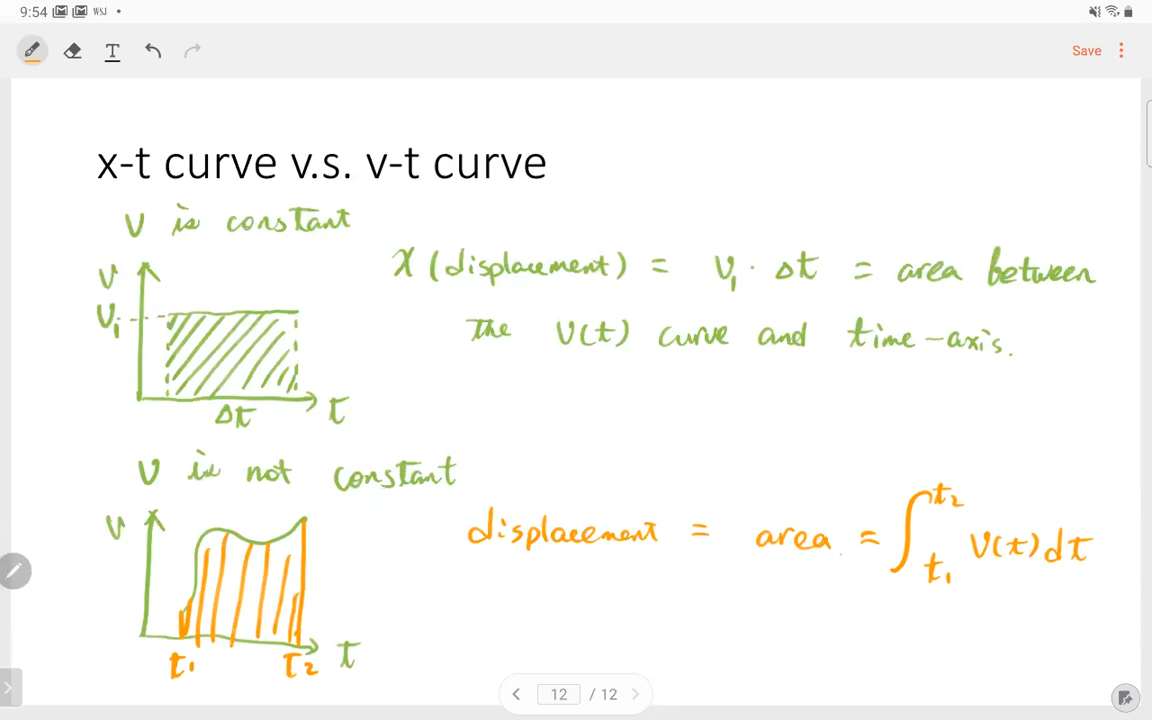 9:54 WSJ
T Save
x-t curve v.s. v-t curve
V is constant
V
V₁
Δt
t
X (displacement) = V₁ · Δt = area between
the V(t) curve and time-axis.
V is not constant
V
t₁
t₂
t
displacement = area = ∫t₁t₂ V(t)dt
12 / 12